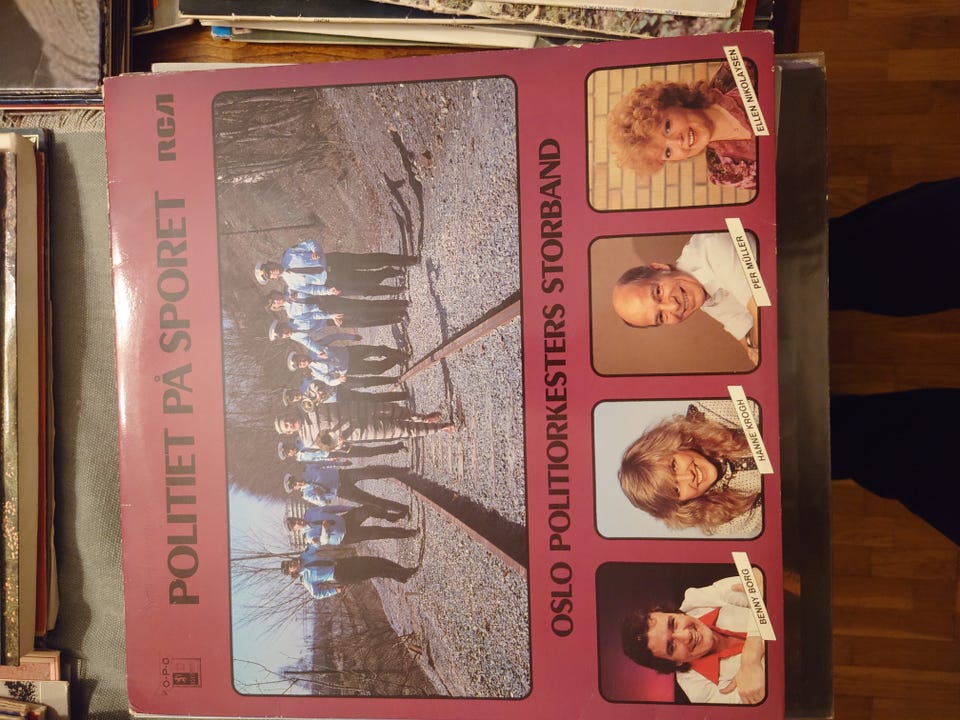 O•P•O
POLITIET PÅ SPORET
RCA
OSLO POLITIORKESTERS STORBAND
BENNY BORG
HANNE KROGH
PER MÜLLER
ELLEN NIKOLAYSEN